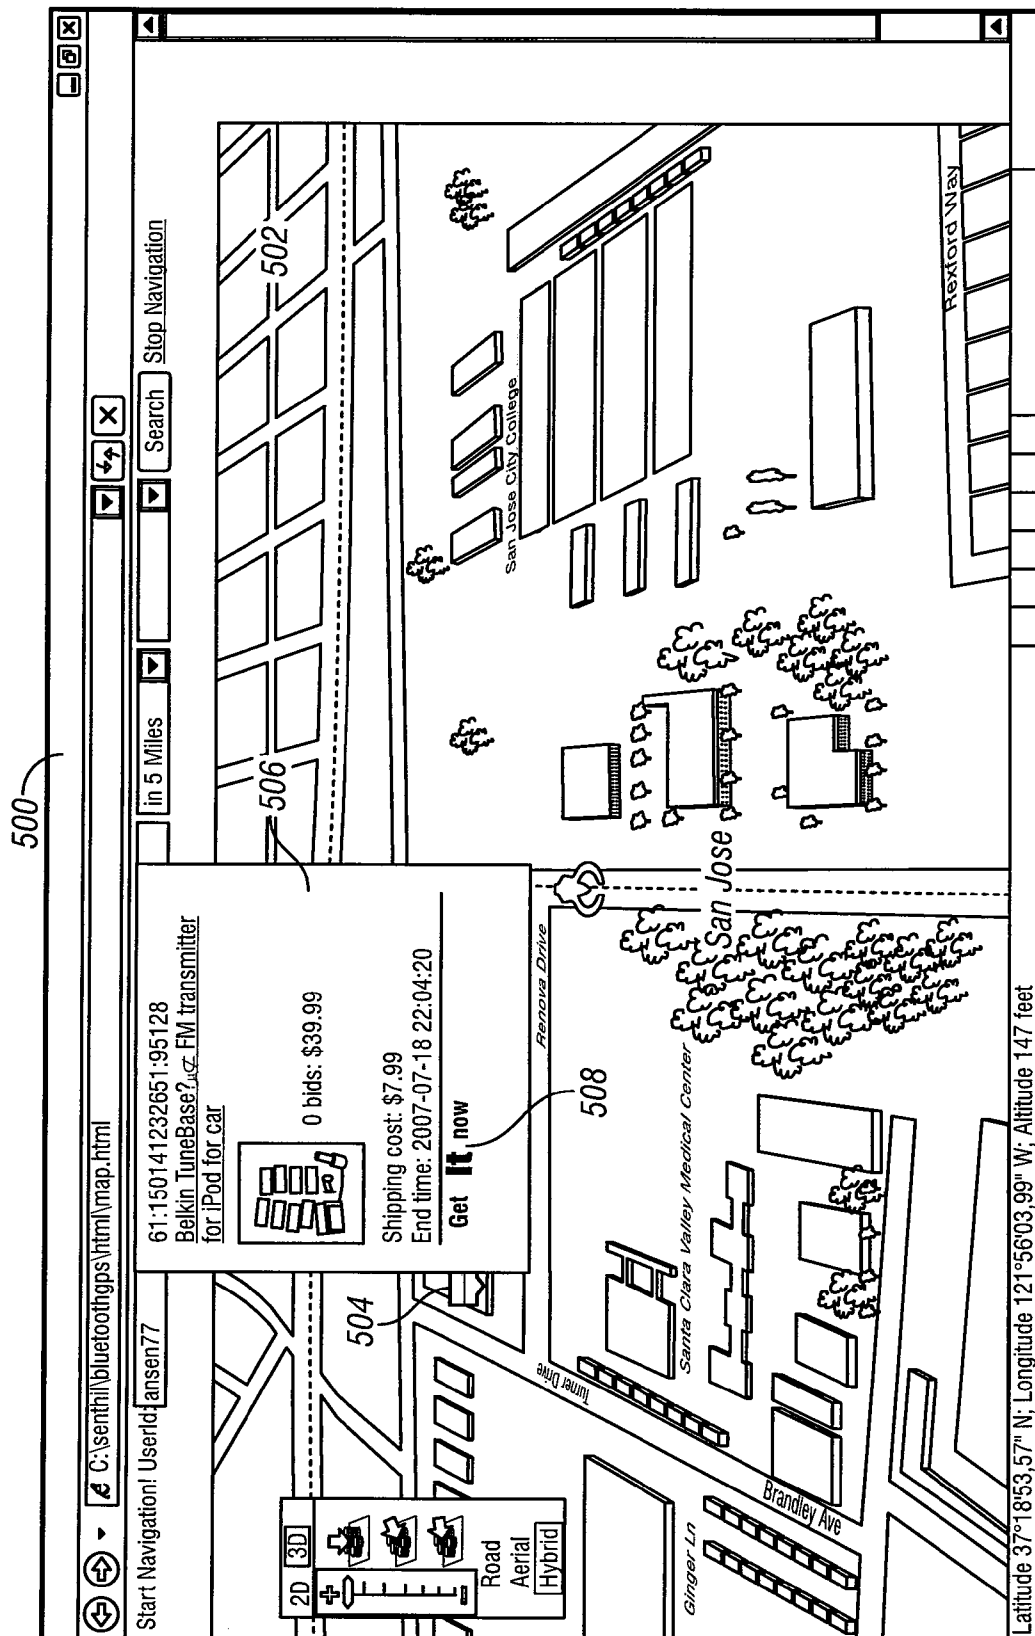 500
C:\senthil\bluetoothgps\html\map.html
Start Navigation! UserId: ansen77
in 5 Miles
Search
Stop Navigation
502
506
61:150141232651:95128
Belkin TuneBase? FM transmitter
for iPod for car
0 bids: $39.99
Shipping cost: $7.99
End time: 2007-07-18 22:04:20
Get It now
508
504
2D
3D
Road
Aerial
Hybrid
San Jose City College
Rexford Way
San Jose
Renova Drive
Santa Clara Valley Medical Center
Turner Drive
Brandley Ave
Ginger Ln
Latitude 37°18'53,57" N; Longitude 121°56'03,99" W; Altitude 147 feet